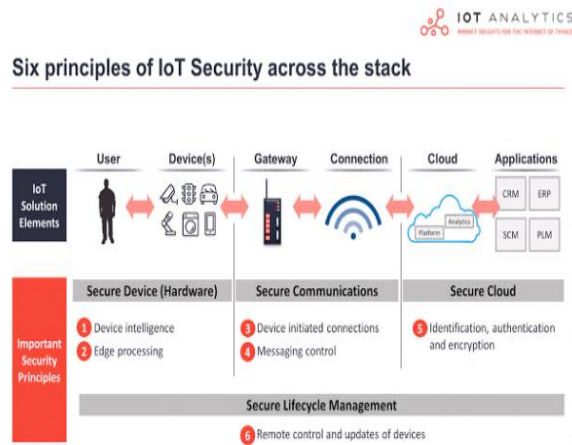 IOT ANALYTICS
MARKET INSIGHTS FOR THE INTERNET OF THINGS
Six principles of IoT Security across the stack
User Device(s) Gateway Connection Cloud Applications
IoT
Solution
Elements
CRM ERP
Analytics
Platform
SCM PLM
Secure Device (Hardware) Secure Communications Secure Cloud
Important
Security
Principles
1 Device intelligence
2 Edge processing
3 Device initiated connections
4 Messaging control
5 Identification, authentication
and encryption
Secure Lifecycle Management
6 Remote control and updates of devices